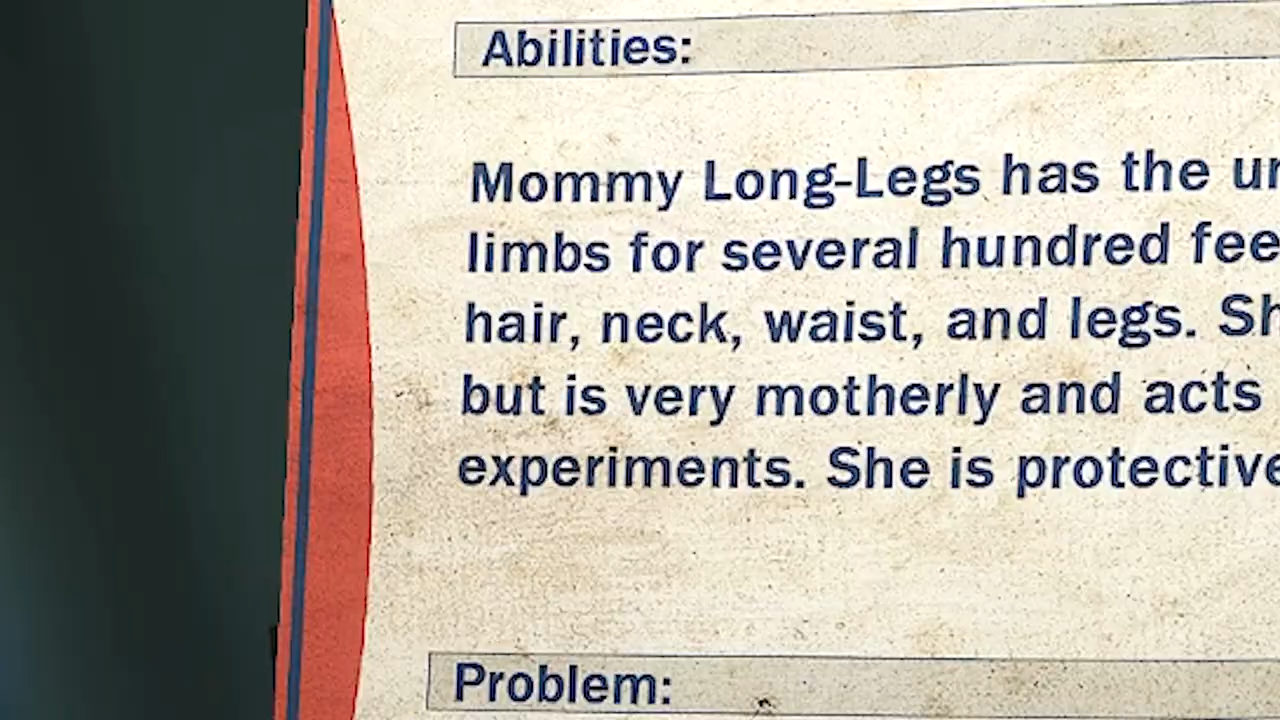 Abilities:
Mommy Long-Legs has the
limbs for several hundred
hair, neck, waist, and legs.
but is very motherly and acts
experiments. She is
Problem: